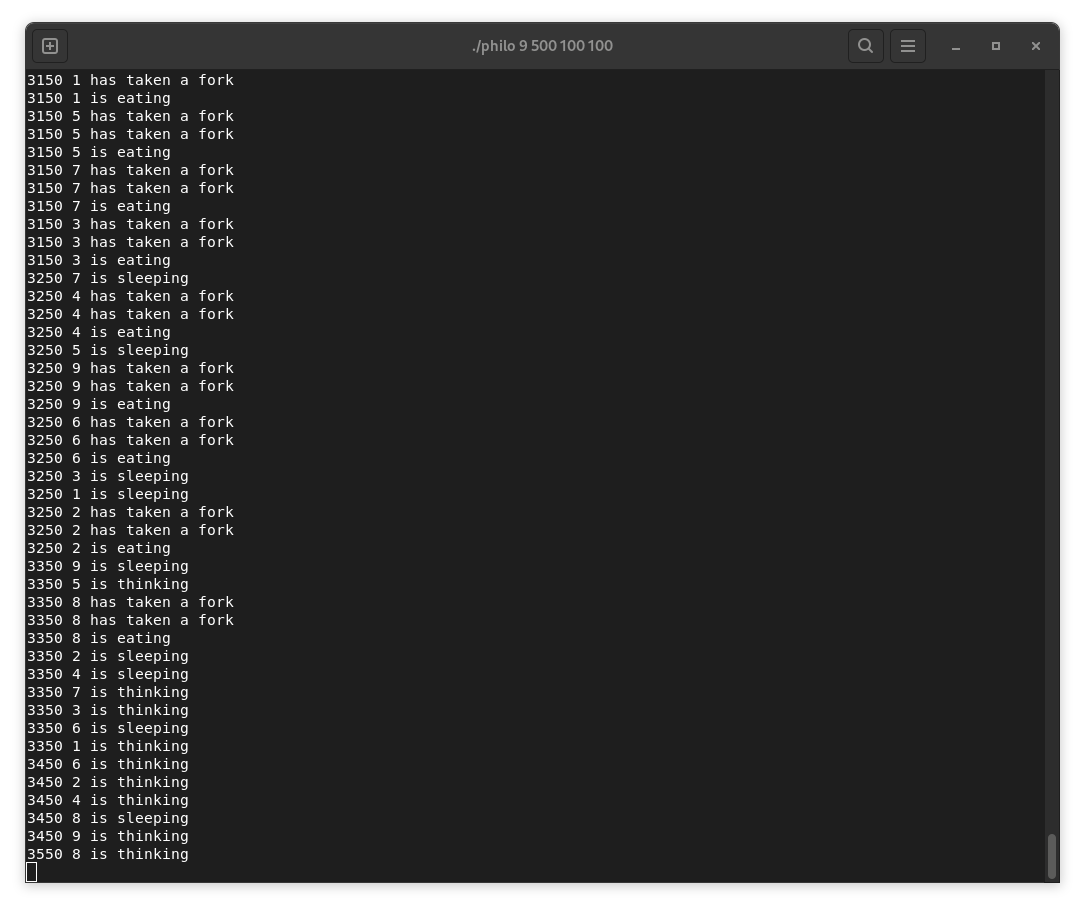 ./philo 9 500 100 100
3150 1 has taken a fork
3150 1 is eating
3150 5 has taken a fork
3150 5 has taken a fork
3150 5 is eating
3150 7 has taken a fork
3150 7 has taken a fork
3150 7 is eating
3150 3 has taken a fork
3150 3 has taken a fork
3150 3 is eating
3250 7 is sleeping
3250 4 has taken a fork
3250 4 has taken a fork
3250 4 is eating
3250 5 is sleeping
3250 9 has taken a fork
3250 9 has taken a fork
3250 9 is eating
3250 6 has taken a fork
3250 6 has taken a fork
3250 6 is eating
3250 3 is sleeping
3250 1 is sleeping
3250 2 has taken a fork
3250 2 has taken a fork
3250 2 is eating
3350 9 is sleeping
3350 5 is thinking
3350 8 has taken a fork
3350 8 has taken a fork
3350 8 is eating
3350 2 is sleeping
3350 4 is sleeping
3350 7 is thinking
3350 3 is thinking
3350 6 is sleeping
3350 1 is thinking
3450 6 is thinking
3450 2 is thinking
3450 4 is thinking
3450 8 is sleeping
3450 9 is thinking
3550 8 is thinking